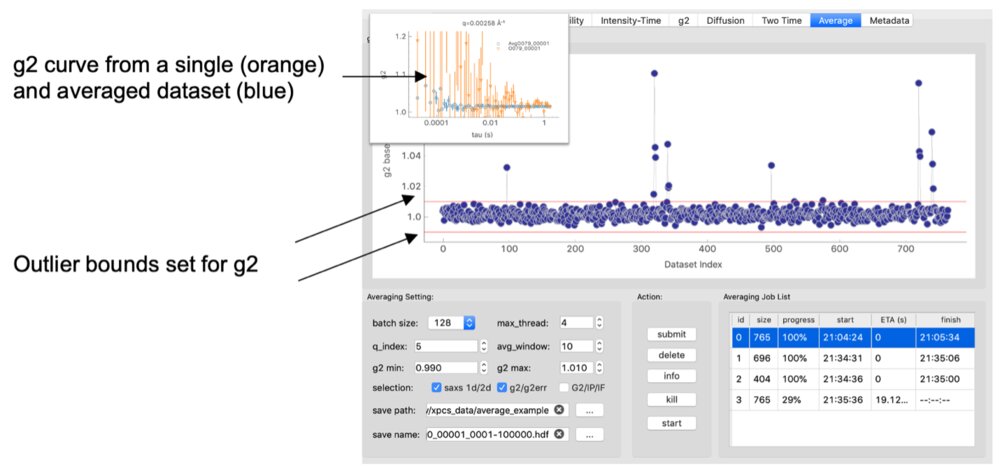 ility Intensity-Time g2 Diffusion Two Time Average Metadata
q=0.00258 Å⁻¹
Avg0079_00001
O079_00001
1.2
1.1
1.0
g2
0.0001 0.01 1
tau (s)
g2 curve from a single (orange)
and averaged dataset (blue)
g2 base
1.04
1.02
1.0
0 100 200 300 400 500 600 700
Dataset Index
Outlier bounds set for g2
Averaging Setting:
batch size: 128 max_thread: 4
q_index: 5 avg_window: 10
g2 min: 0.990 g2 max: 1.010
selection: saxs 1d/2d g2/g2err G2/IP/IF
save path: /xpcs_data/average_example ...
save name: 0_00001_0001-100000.hdf ...
Action:
submit
delete
info
kill
start
Averaging Job List
id size progress start ETA (s) finish
0 765 100% 21:04:24 0 21:05:34
1 696 100% 21:34:31 0 21:35:06
2 404 100% 21:34:36 0 21:35:00
3 765 29% 21:35:36 19.12... --:--:--